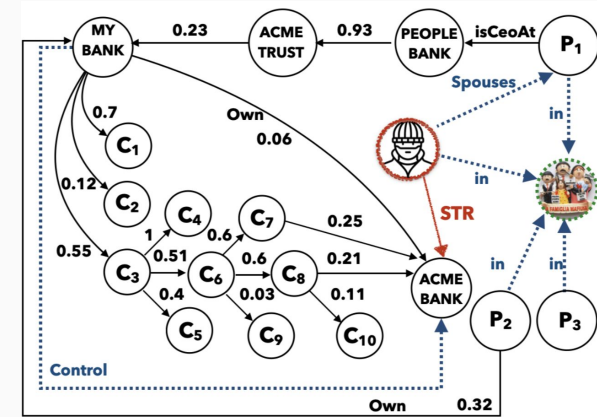 MY
BANK
0.23
ACME
TRUST
0.93
PEOPLE
BANK
isCeoAt
P1
Spouses
in
Own
0.06
0.7
C1
0.12
C2
in
STR
0.55
C3
1
C4
0.51
0.4
C5
C6
0.6
C7
0.25
0.6
C8
0.21
0.03
C9
0.11
C10
ACME
BANK
in
in
P2
P3
Control
Own
0.32